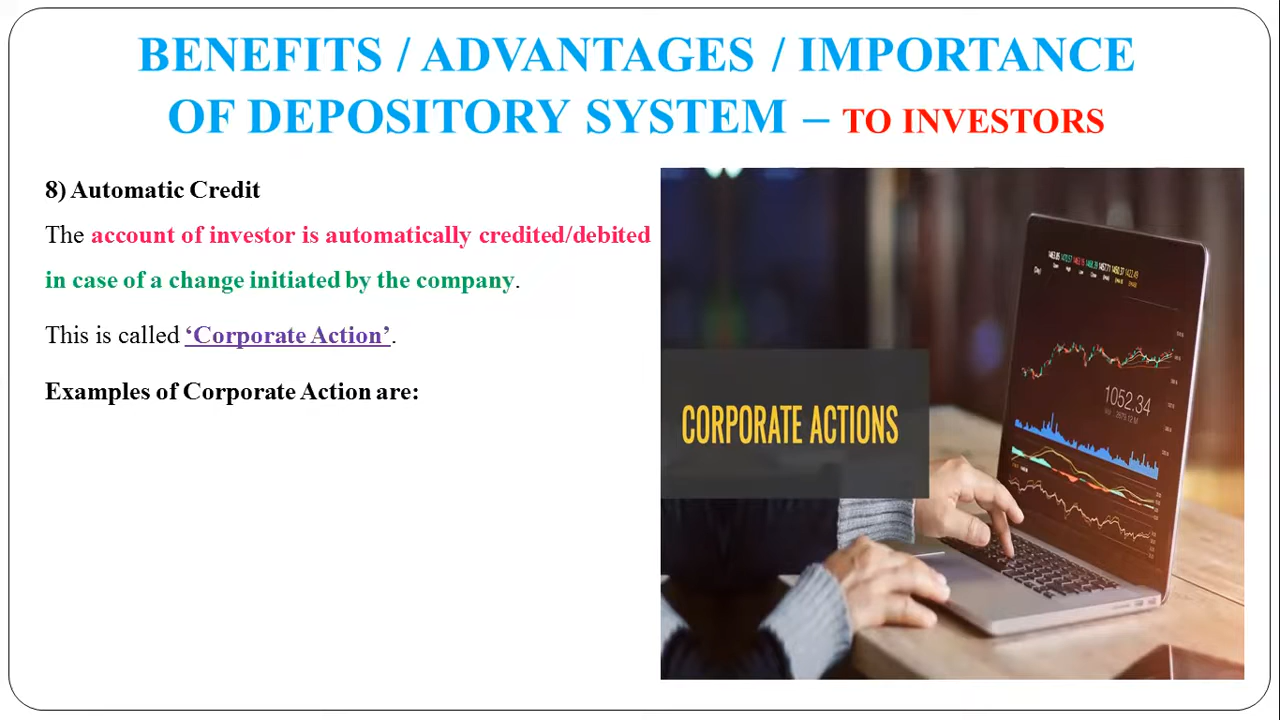 BENEFITS / ADVANTAGES / IMPORTANCE
OF DEPOSITORY SYSTEM – TO INVESTORS
8) Automatic Credit
The account of investor is automatically credited/debited
in case of a change initiated by the company.
This is called ‘Corporate Action’.
Examples of Corporate Action are:
CORPORATE ACTIONS
1052.34